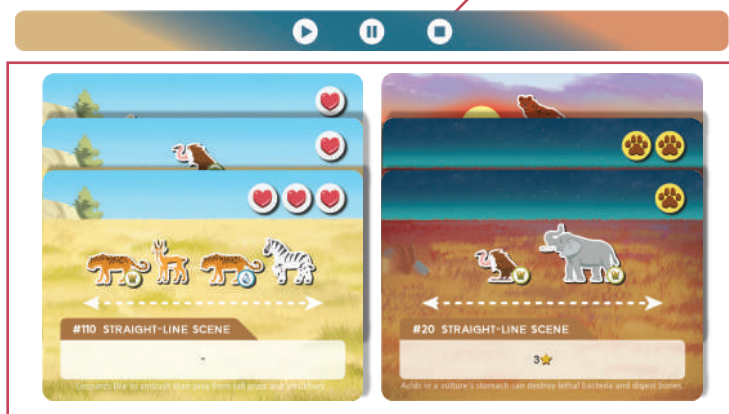 #110 STRAIGHT-LINE SCENE
-
Leopards like to ambush their prey from tall grass and shrubbery.
#20 STRAIGHT-LINE SCENE
3
Acids in a vulture's stomach can destroy lethal bacteria and digest bones.